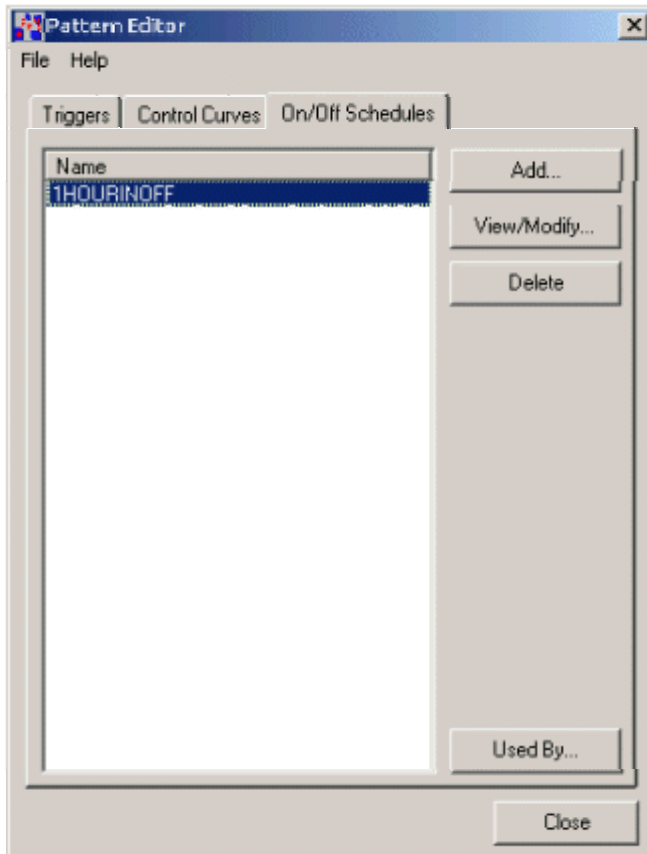 Pattern Editor
File Help
Triggers Control Curves On/Off Schedules
Name
1HOURINOFF
Add...
View/Modify...
Delete
Used By...
Close